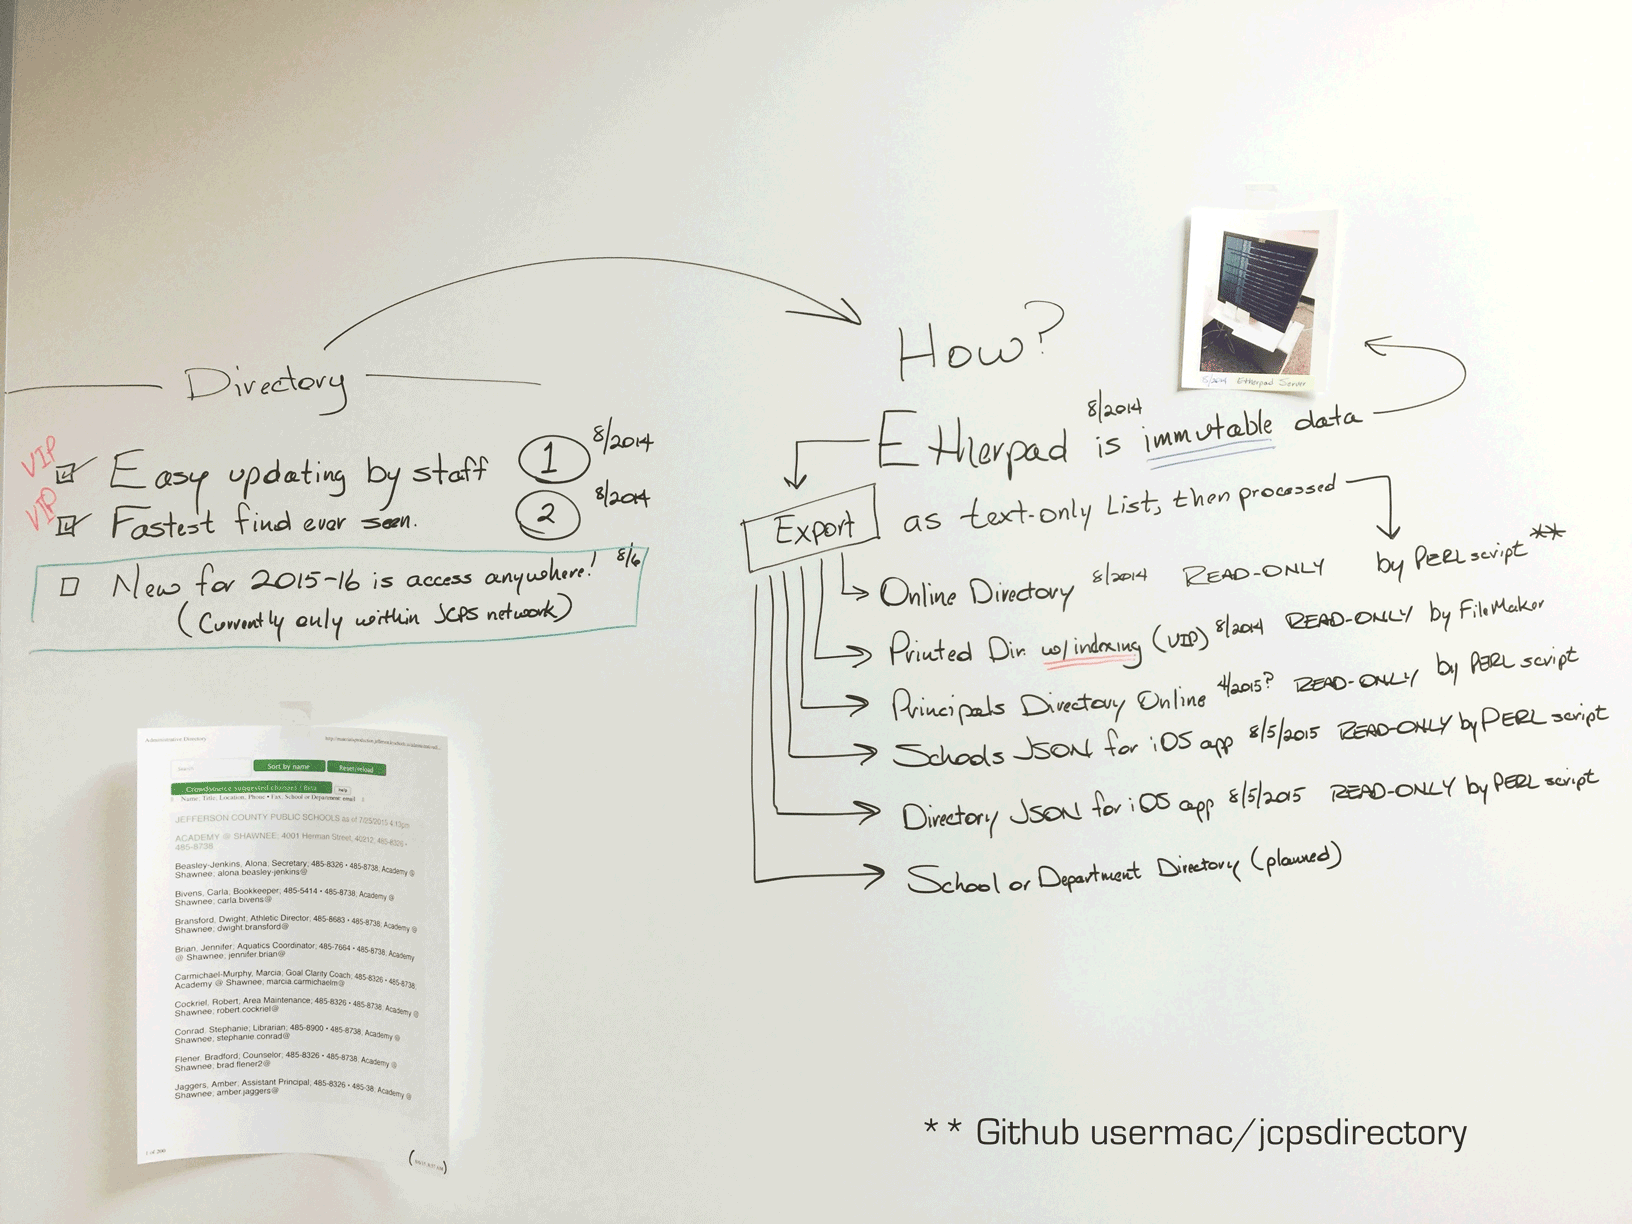 Directory
VIP
Easy updating by staff 1 8/2014
VIP
Fastest find ever seen. 2 8/2014
New for 2015-16 is access anywhere! 8/6
(Currently only within JCPS network)
How?
8/2014 Etherpad Server
Etherpad is immutable data 8/2014
Export as text-only List, then processed
Online Directory 8/2014 READ-ONLY by PERL script **
Printed Dir. w/indexing (VIP) 8/2014 READ-ONLY by FileMaker
Principals Directory Online 4/2015? READ-ONLY by PERL script
Schools JSON for iOS app 8/5/2015 READ-ONLY by PERL script
Directory JSON for iOS app 8/5/2015 READ-ONLY by PERL script
School or Department Directory (planned)
Administrative Directory
Search
Sort by name
Reset/reload
Crowdsource suggested changes / Beta
help
Name; Title; Location; Phone • Fax; School or Department; email
JEFFERSON COUNTY PUBLIC SCHOOLS as of 7/25/2015 4:13pm
ACADEMY @ SHAWNEE; 4001 Herman Street, 40212; 485-8326 •
485-8738
Beasley-Jenkins, Alona; Secretary; 485-8326 • 485-8738; Academy @
Shawnee; alona.beasley-jenkins@
Bivens, Carla; Bookkeeper; 485-5414 • 485-8738; Academy @
Shawnee; carla.bivens@
Bransford, Dwight; Athletic Director; 485-8683 • 485-8738; Academy @
Shawnee; dwight.bransford@
Brian, Jennifer; Aquatics Coordinator; 485-7664 • 485-8738; Academy
@ Shawnee; jennifer.brian@
Carmichael-Murphy, Marcia; Goal Clarity Coach; 485-8326 • 485-8738;
Academy @ Shawnee; marcia.carmichaelm@
Cockriel, Robert; Area Maintenance; 485-8326 • 485-8738; Academy @
Shawnee; robert.cockriel@
Conrad, Stephanie; Librarian; 485-8900 • 485-8738; Academy @
Shawnee; stephanie.conrad@
Flener, Bradford; Counselor; 485-8326 • 485-8738; Academy @
Shawnee; brad.flener2@
Jaggers, Amber; Assistant Principal; 485-8326 • 485-38; Academy @
Shawnee; amber.jaggers@
1 of 200
** Github usermac/jcpsdirectory